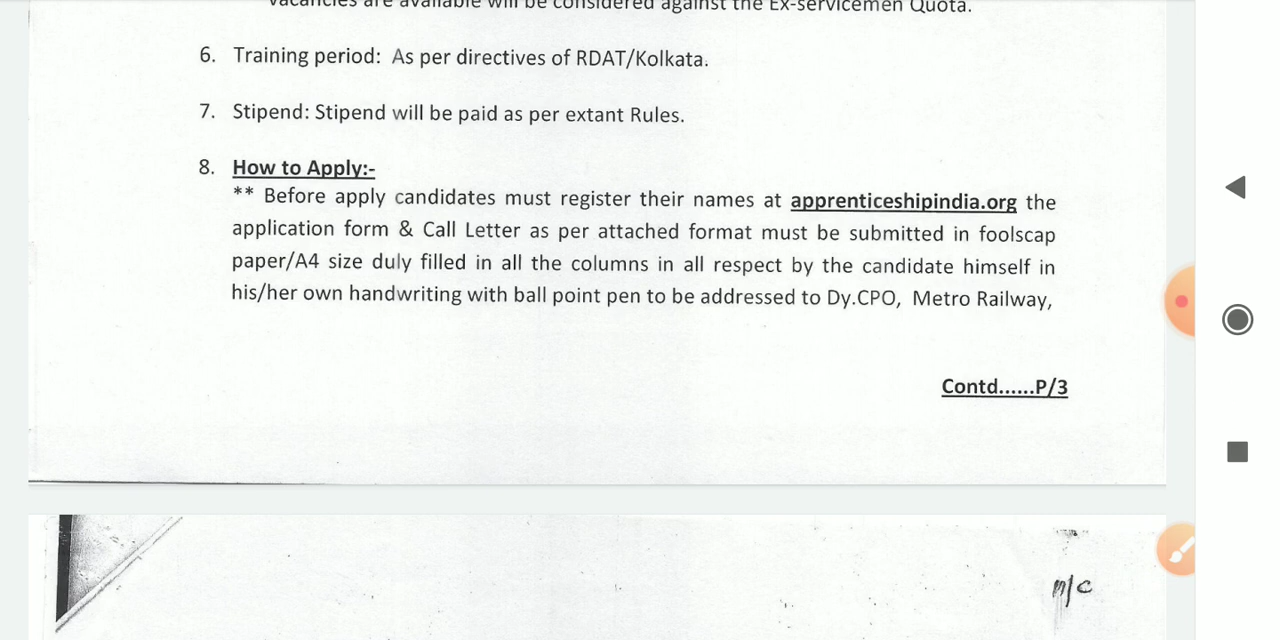 vacancies are available will be considered against the Ex-servicemen Quota.
6. Training period: As per directives of RDAT/Kolkata.
7. Stipend: Stipend will be paid as per extant Rules.
8. How to Apply:-
** Before apply candidates must register their names at apprenticeshipindia.org the
application form & Call Letter as per attached format must be submitted in foolscap
paper/A4 size duly filled in all the columns in all respect by the candidate himself in
his/her own handwriting with ball point pen to be addressed to Dy.CPO, Metro Railway,
Contd......P/3